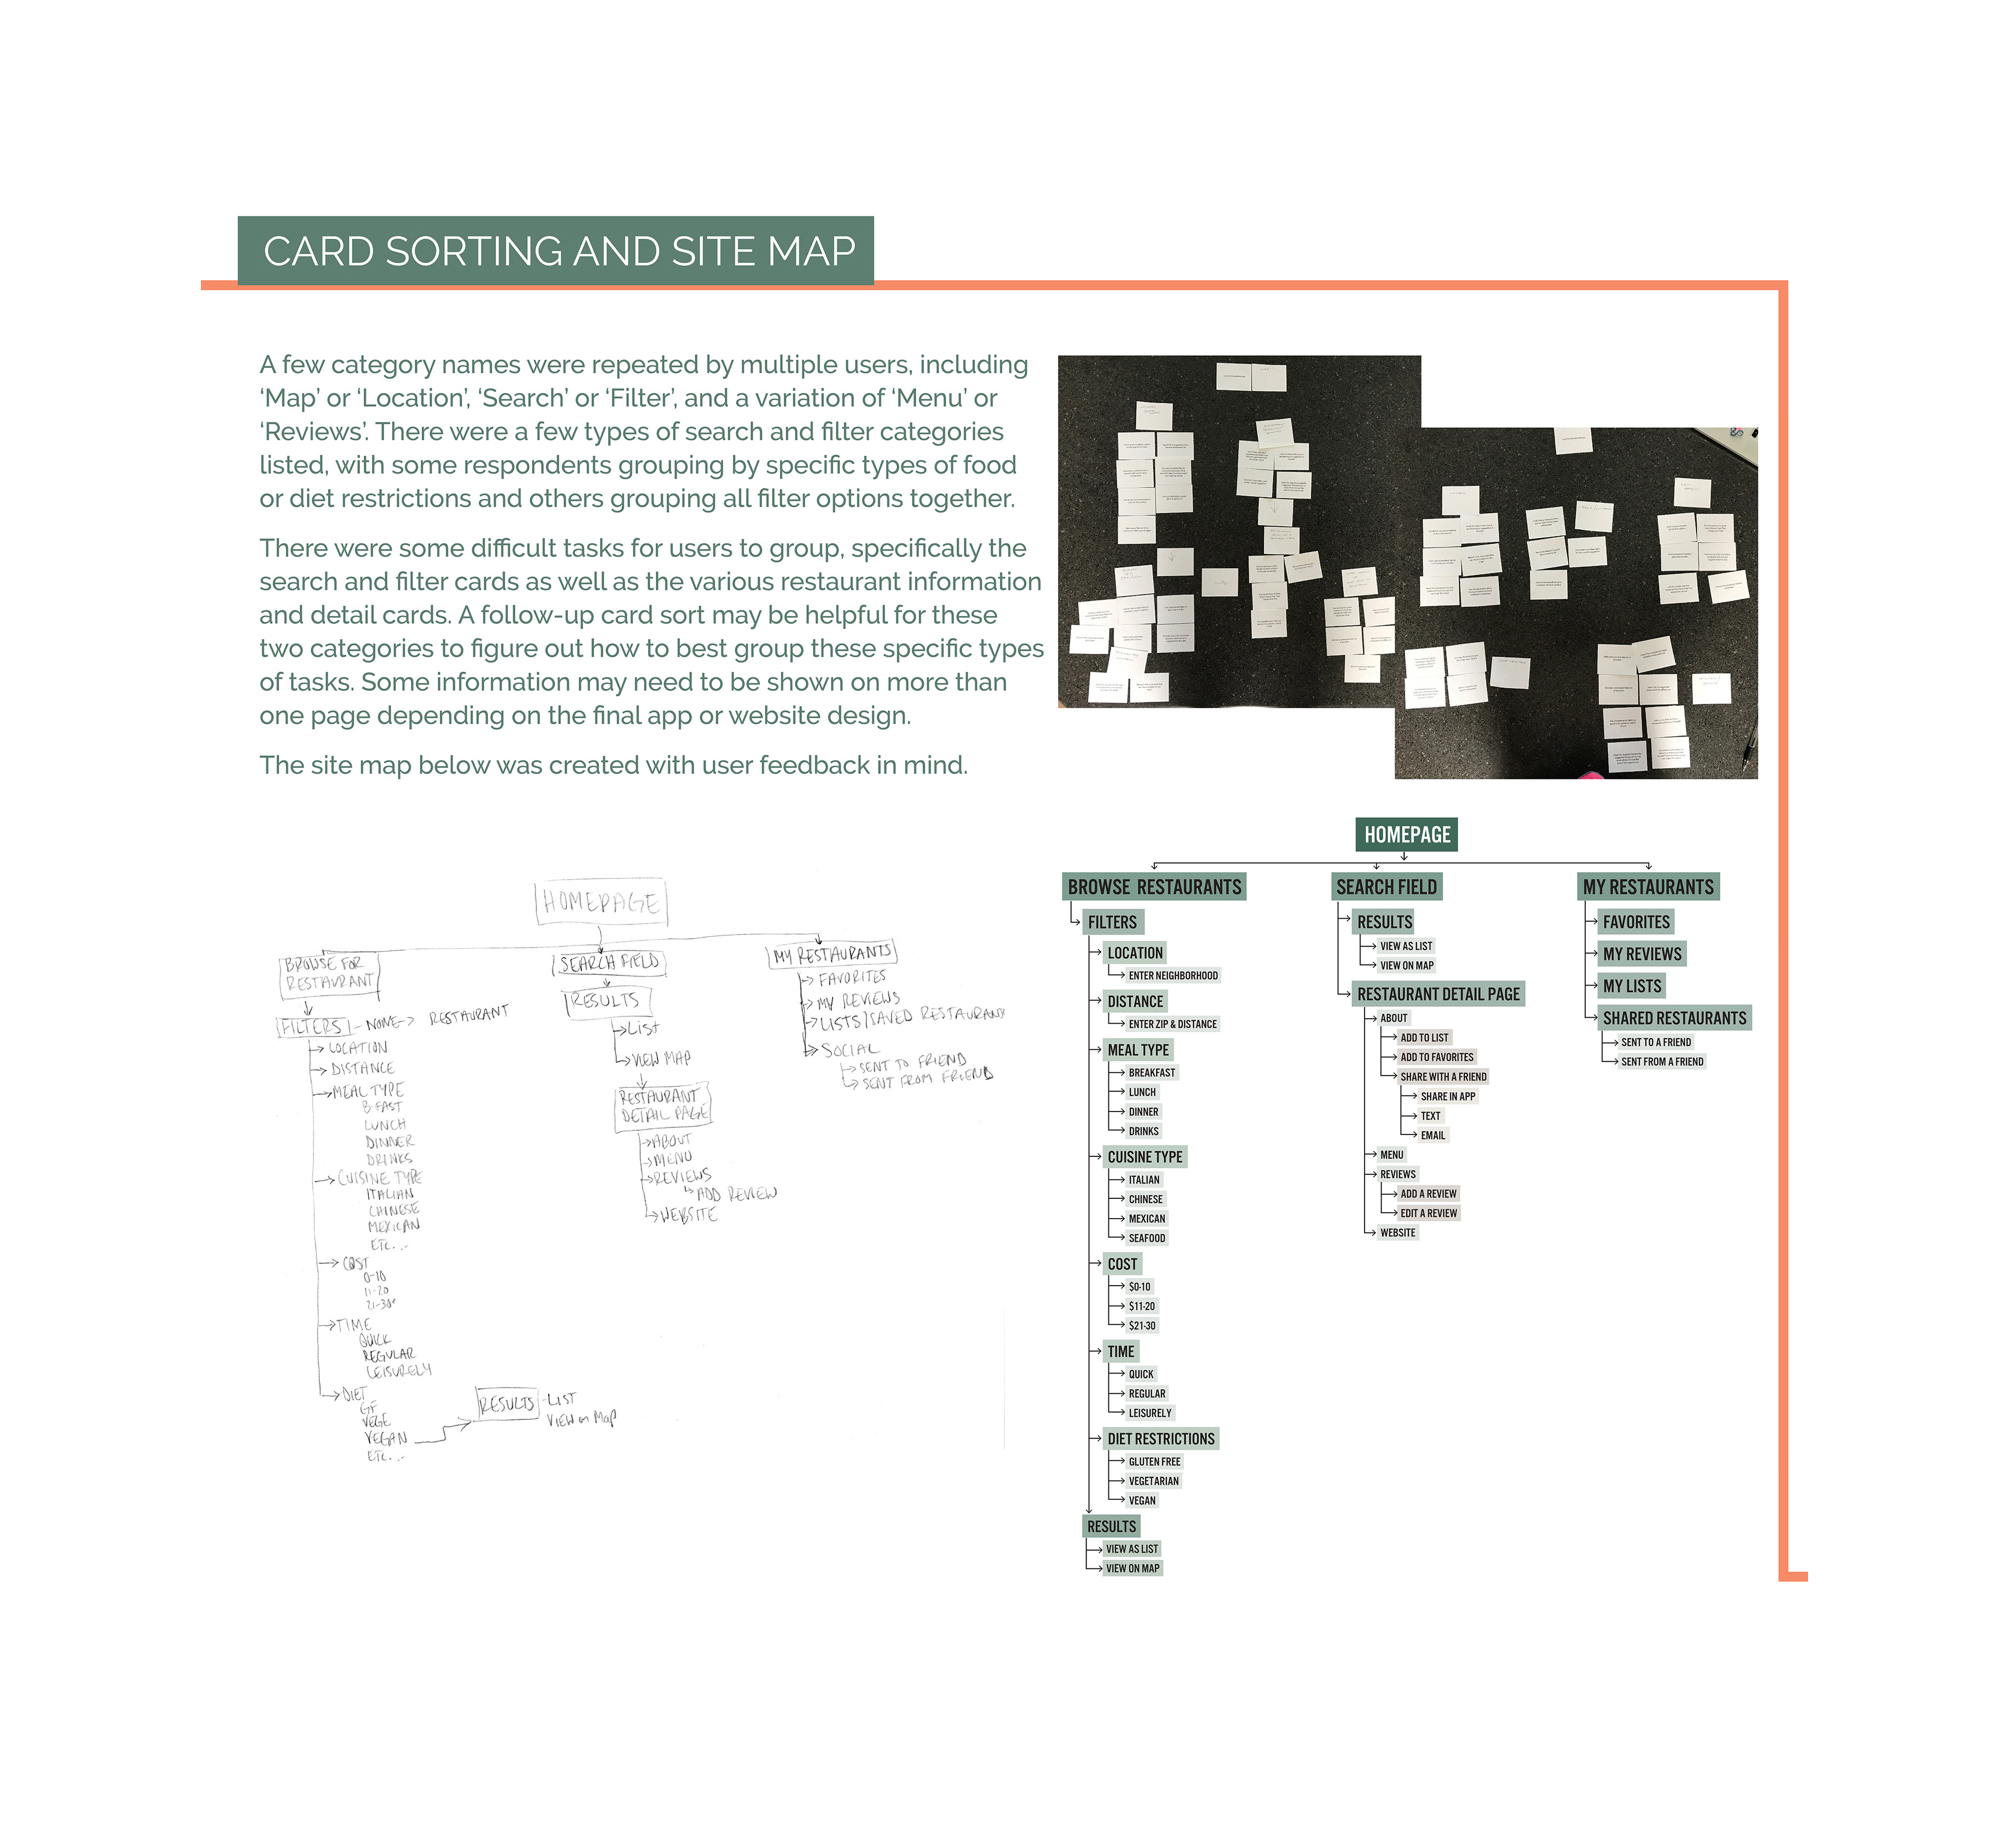 CARD SORTING AND SITE MAP
A few category names were repeated by multiple users, including
‘Map’ or ‘Location’, ‘Search’ or ‘Filter’, and a variation of ‘Menu’ or
‘Reviews’. There were a few types of search and filter categories
listed, with some respondents grouping by specific types of food
or diet restrictions and others grouping all filter options together.
There were some difficult tasks for users to group, specifically the
search and filter cards as well as the various restaurant information
and detail cards. A follow-up card sort may be helpful for these
two categories to figure out how to best group these specific types
of tasks. Some information may need to be shown on more than
one page depending on the final app or website design.
The site map below was created with user feedback in mind.
HOMEPAGE
BROWSE FOR
RESTAURANT
FILTERS - NONE -> RESTAURANT
LOCATION
DISTANCE
MEAL TYPE
B-FAST
LUNCH
DINNER
DRINKS
CUISINE TYPE
ITALIAN
CHINESE
MEXICAN
ETC...
COST
0-10
11-20
21-30
TIME
QUICK
REGULAR
LEISURELY
DIET
GF
VEGE
VEGAN
ETC...
RESULTS - LIST
VIEW on MAP
SEARCH FIELD
RESULTS
LIST
VIEW MAP
RESTAURANT
DETAIL PAGE
ABOUT
MENU
REVIEWS
ADD REVIEW
WEBSITE
MY RESTAURANTS
FAVORITES
MY REVIEWS
LISTS/SAVED RESTAURAN
SOCIAL
SENT TO FRIEND
SENT FROM FRIEND
HOMEPAGE
BROWSE RESTAURANTS
FILTERS
LOCATION
ENTER NEIGHBORHOOD
DISTANCE
ENTER ZIP & DISTANCE
MEAL TYPE
BREAKFAST
LUNCH
DINNER
DRINKS
CUISINE TYPE
ITALIAN
CHINESE
MEXICAN
SEAFOOD
COST
$0-10
$11-20
$21-30
TIME
QUICK
REGULAR
LEISURELY
DIET RESTRICTIONS
GLUTEN FREE
VEGETARIAN
VEGAN
RESULTS
VIEW AS LIST
VIEW ON MAP
SEARCH FIELD
RESULTS
VIEW AS LIST
VIEW ON MAP
RESTAURANT DETAIL PAGE
ABOUT
ADD TO LIST
ADD TO FAVORITES
SHARE WITH A FRIEND
SHARE IN APP
TEXT
EMAIL
MENU
REVIEWS
ADD A REVIEW
EDIT A REVIEW
WEBSITE
MY RESTAURANTS
FAVORITES
MY REVIEWS
MY LISTS
SHARED RESTAURANTS
SENT TO A FRIEND
SENT FROM A FRIEND